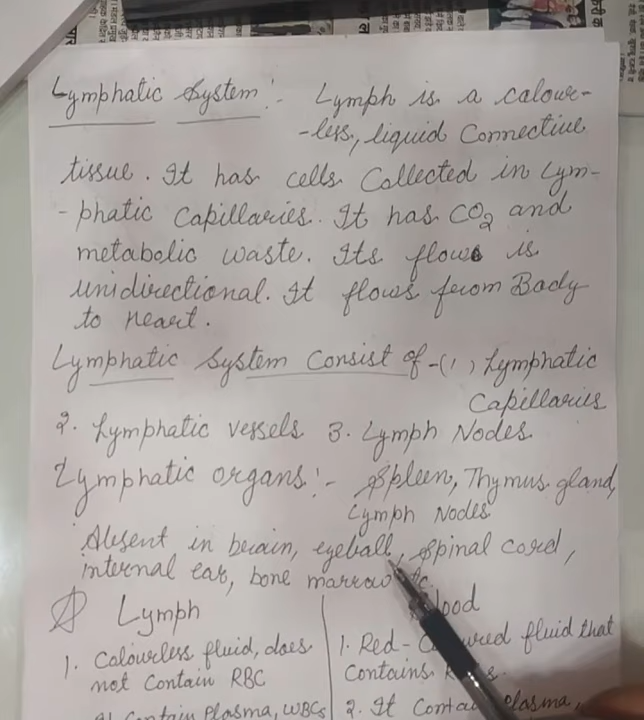 Lymphatic System:- Lymph is a colour-
-less, liquid Connective
tissue. It has cells Collected in Lym-
-phatic Capillaries. It has CO2 and
metabolic waste. Its flow is
unidirectional. It flows from Body
to Heart.
Lymphatic System Consist of -(1) Lymphatic
Capillaries
2. Lymphatic vessels 3. Lymph Nodes
Lymphatic organs:- Spleen, Thymus gland,
Lymph Nodes
Absent in brain, eyeball, Spinal cord,
internal ear, bone marrow
Lymph
Blood
1. Colourless fluid, does
not Contain RBC
1. Red- fluid that
Contains
2. It Plasma,
Contain Plasma, WBCs